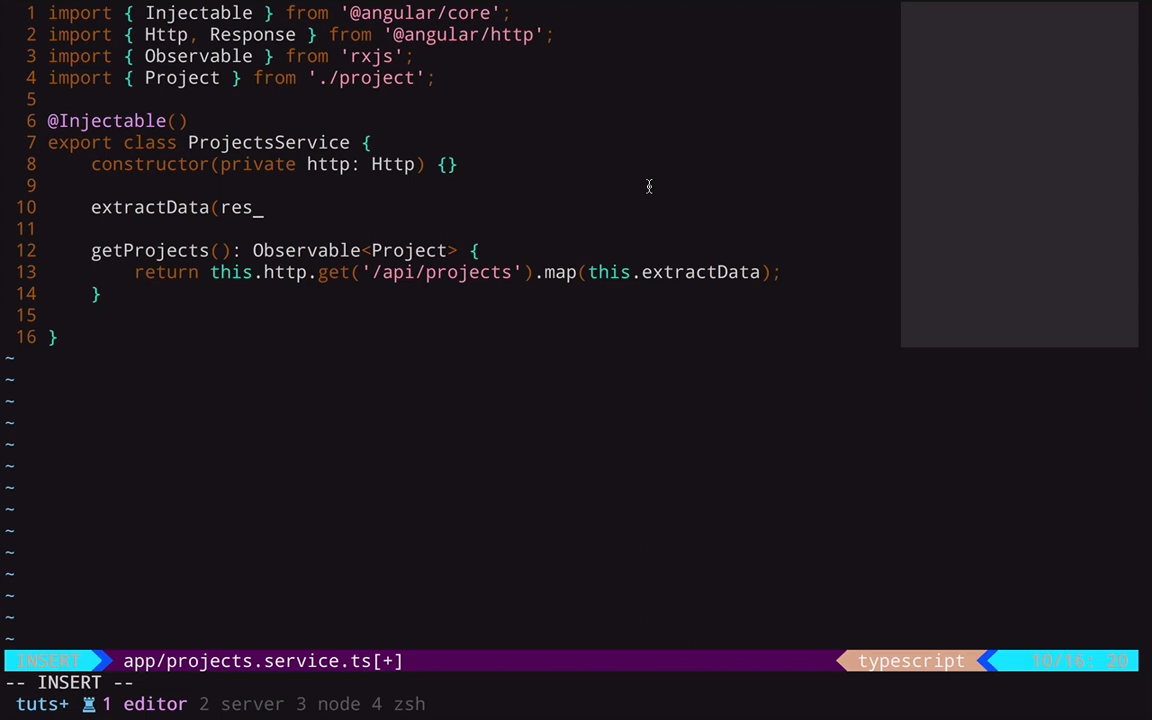 1 import { Injectable } from '@angular/core';
2 import { Http, Response } from '@angular/http';
3 import { Observable } from 'rxjs';
4 import { Project } from './project';
5
6 @Injectable()
7 export class ProjectsService {
8     constructor(private http: Http) {}
9
10     extractData(res_
11
12     getProjects(): Observable<Project> {
13         return this.http.get('/api/projects').map(this.extractData);
14     }
15
16 }
~
~
~
~
~
~
~
~
~
~
~
~
~
~
INSERT app/projects.service.ts[+] typescript 10/16: 20
-- INSERT --
tuts+ 1 editor 2 server 3 node 4 zsh